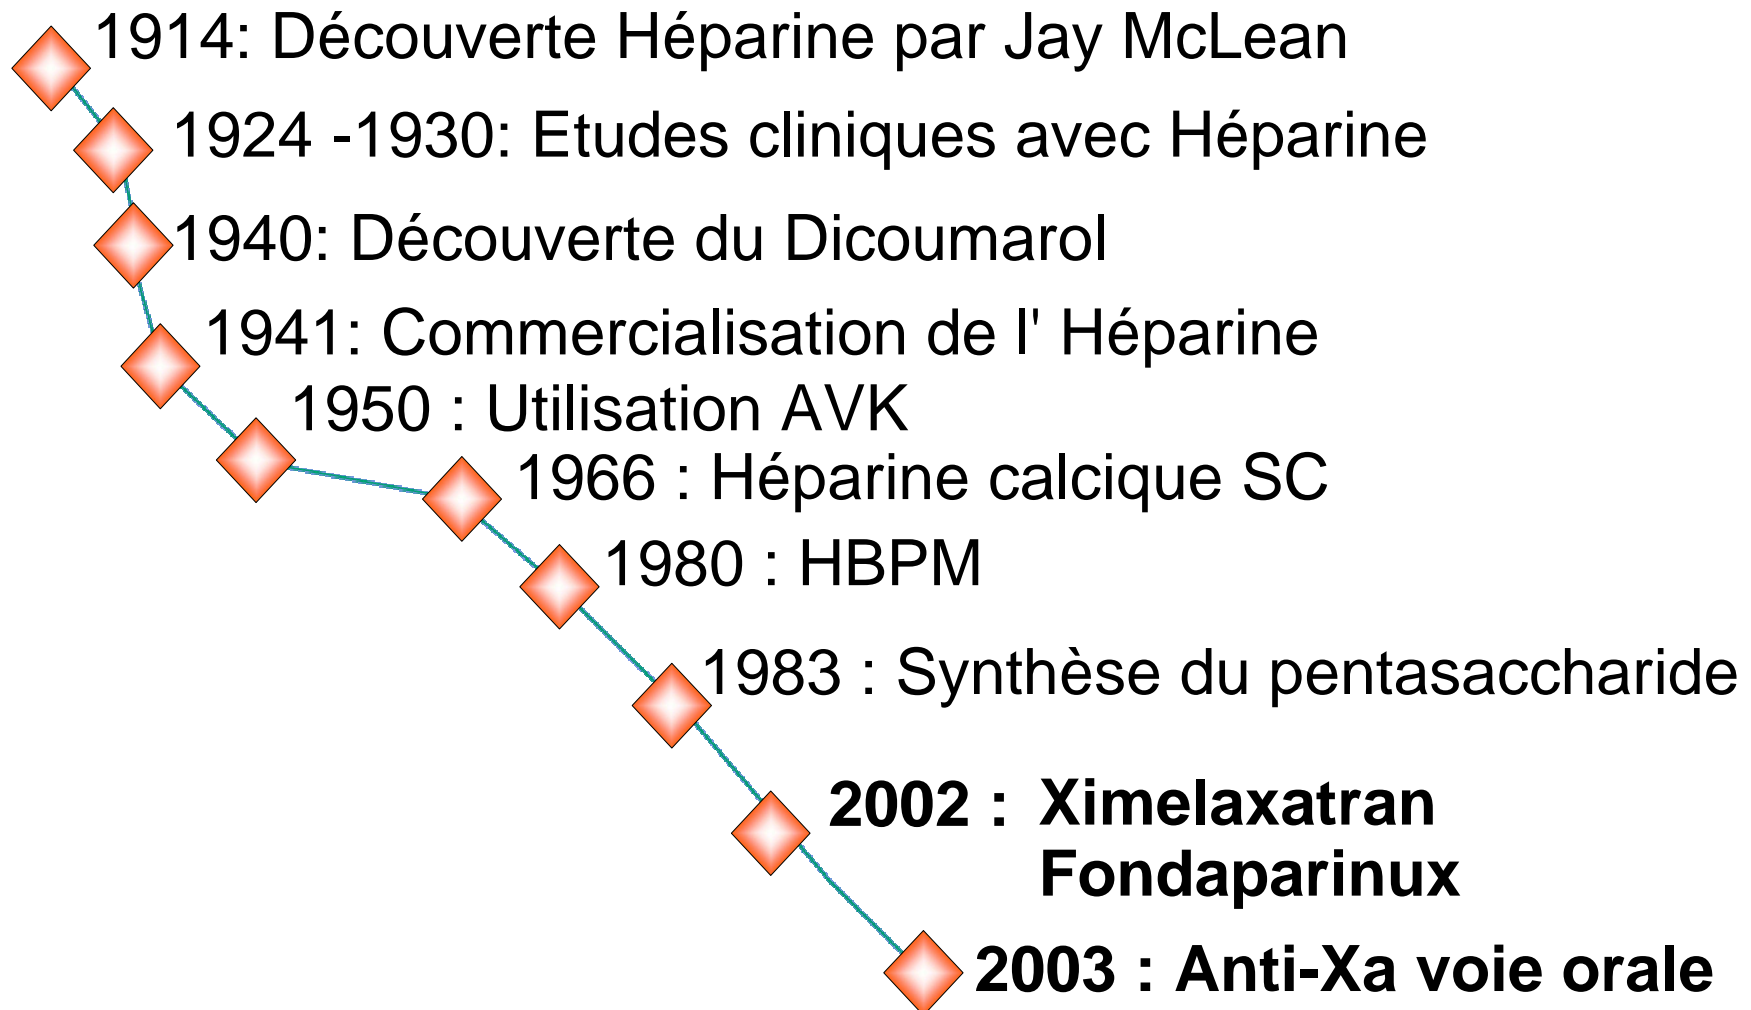 1914: Découverte Héparine par Jay McLean
1924 -1930: Etudes cliniques avec Héparine
1940: Découverte du Dicoumarol
1941: Commercialisation de l' Héparine
1950 : Utilisation AVK
1966 : Héparine calcique SC
1980 : HBPM
1983 : Synthèse du pentasaccharide
2002 : Ximelaxatran
Fondaparinux
2003 : Anti-Xa voie orale